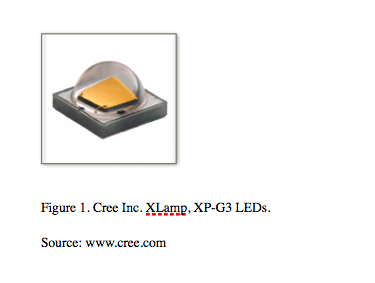 Figure 1. Cree Inc. XLamp, XP-G3 LEDs.
Source: www.cree.com